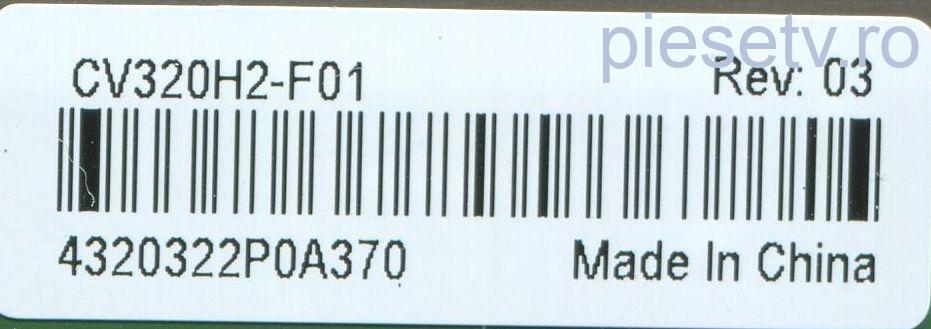 piesetv.ro
CV320H2-F01 Rev: 03
4320322P0A370 Made In China